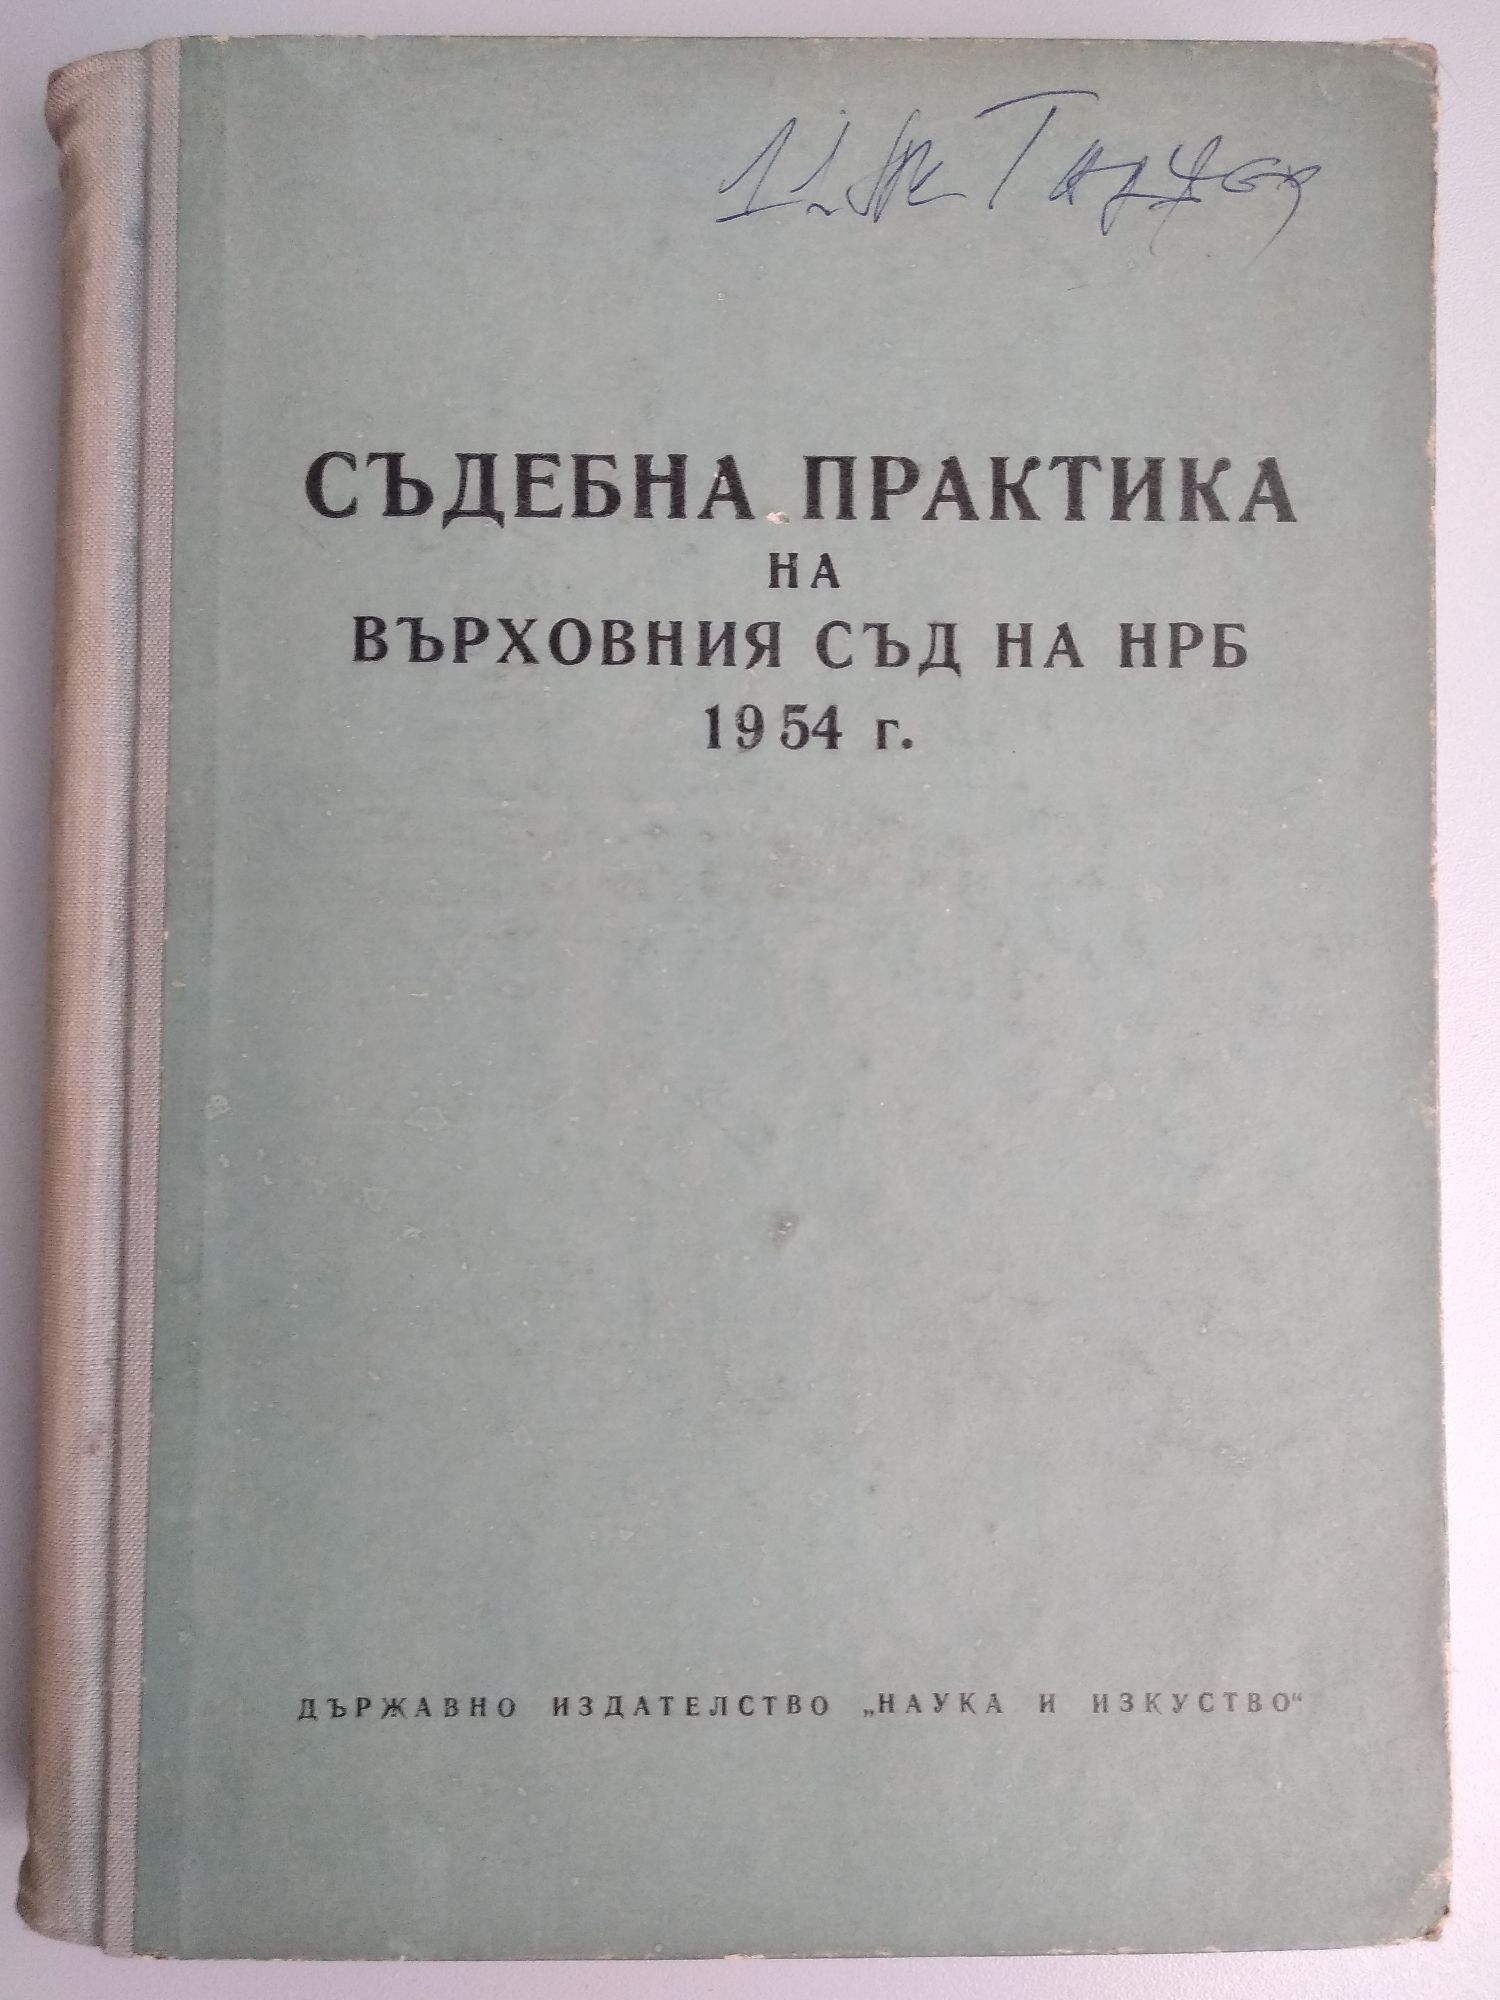 СЪДЕБНА ПРАКТИКА
НА
ВЪРХОВНИЯ СЪД НА НРБ
1954 г.
ДЪРЖАВНО ИЗДАТЕЛСТВО „НАУКА И ИЗКУСТВО“